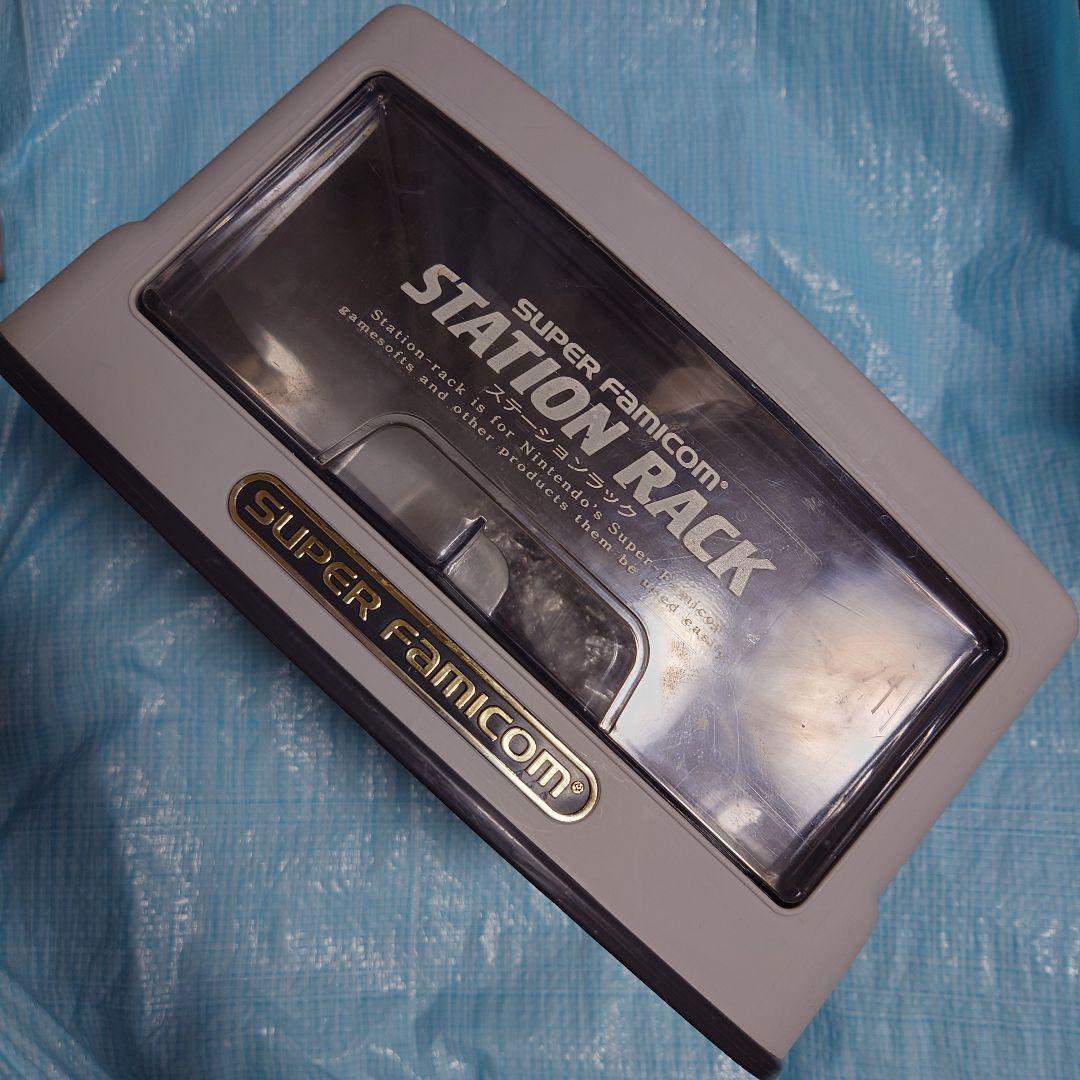 SUPER FAMICOM®
STATION RACK
ステーションラック
Station-rack is for Nintendo's Super-Famicom
gamesofts and other products them be used easily
SUPER FAMICOM®